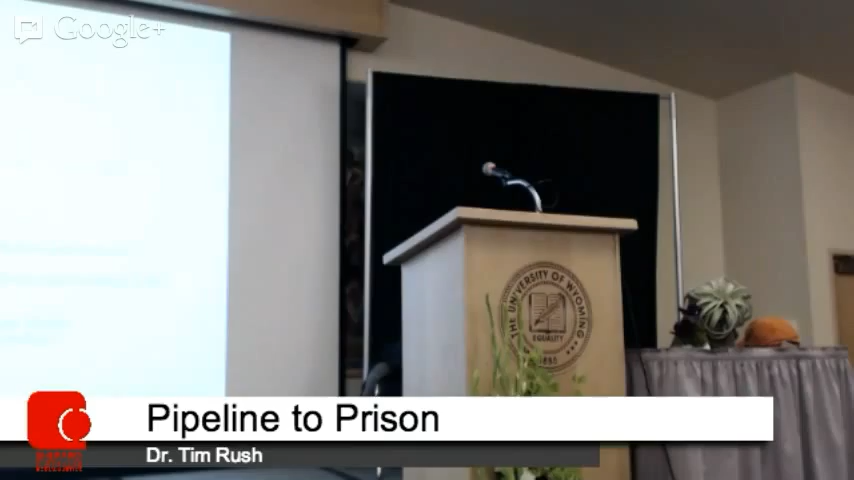 Google+
THE UNIVERSITY OF WYOMING
EQUALITY
Pipeline to Prison
Dr. Tim Rush